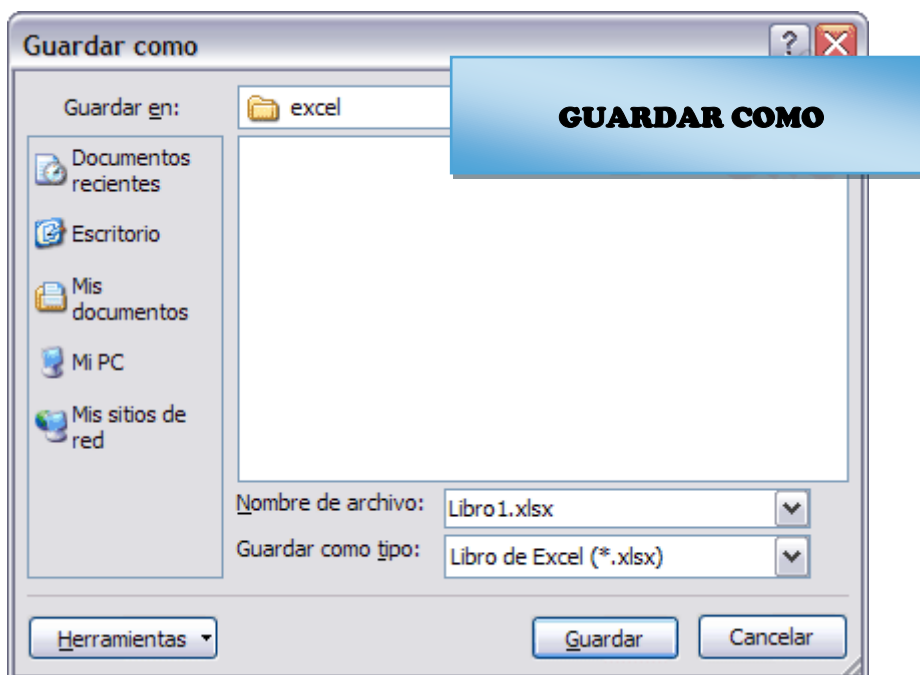 Guardar como
?
GUARDAR COMO
Guardar en:
excel
Documentos
recientes
Escritorio
Mis
documentos
Mi PC
Mis sitios de
red
Nombre de archivo:
Libro1.xlsx
Guardar como tipo:
Libro de Excel (*.xlsx)
Herramientas
Guardar
Cancelar